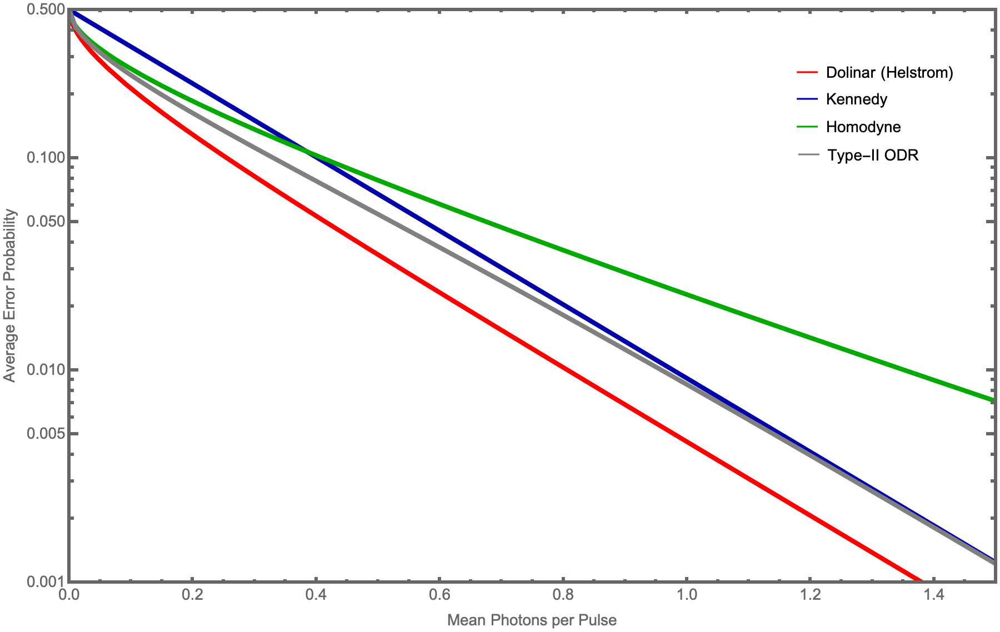 0.500
0.100
0.050
0.010
0.005
0.001
Average Error Probability
Dolinar (Helstrom)
Kennedy
Homodyne
Type–II ODR
0.0 0.2 0.4 0.6 0.8 1.0 1.2 1.4
Mean Photons per Pulse